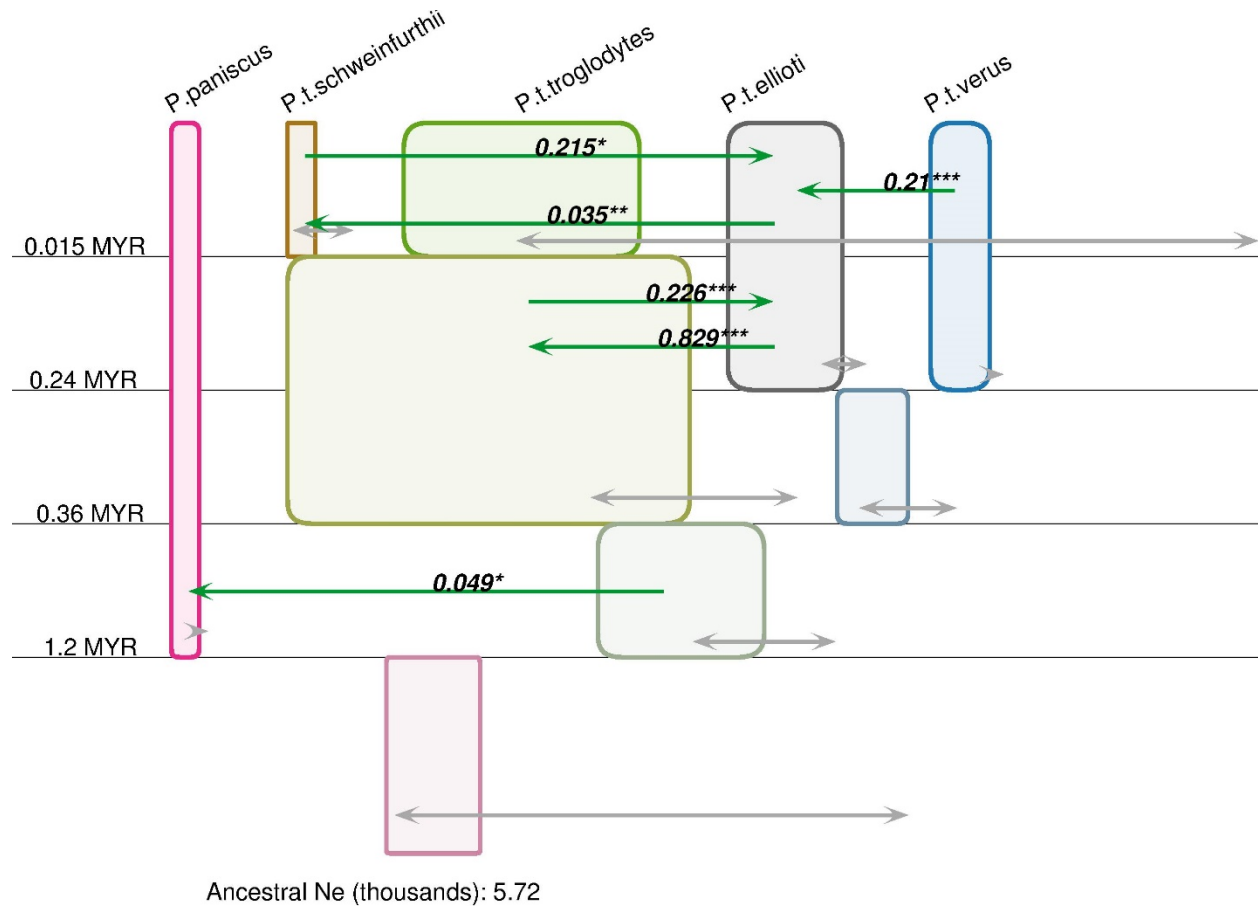 P.paniscus
P.t.schweinfurthii
P.t.troglodytes
P.t.ellioti
P.t.verus
0.215*
0.21***
0.035**
0.015 MYR
0.226***
0.829***
0.24 MYR
0.36 MYR
0.049*
1.2 MYR
Ancestral Ne (thousands): 5.72